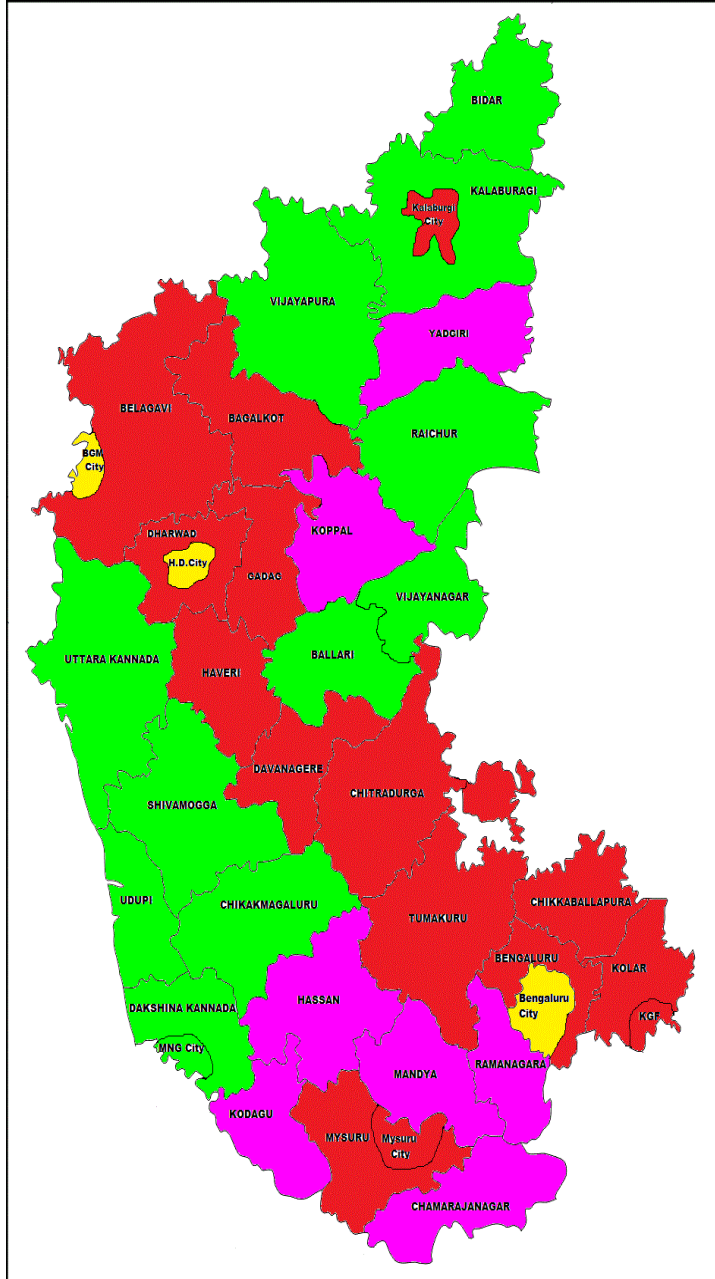 BIDAR
KALABURAGI
Kalaburgi
City
VIJAYAPURA
YADGIRI
BELAGAVI
BAGALKOT
RAICHUR
BGM
City
DHARWAD
KOPPAL
H.D.City
GADAG
VIJAYANAGAR
UTTARA KANNADA
BALLARI
HAVERI
DAVANAGERE
CHITRADURGA
SHIVAMOGGA
UDUPI
CHIKAKMAGALURU
CHIKKABALLAPURA
TUMAKURU
BENGALURU
KOLAR
HASSAN
Bengaluru
City
DAKSHINA KANNADA
KGF
MNG City
RAMANAGARA
MANDYA
KODAGU
MYSURU
Mysuru
City
CHAMARAJANAGAR